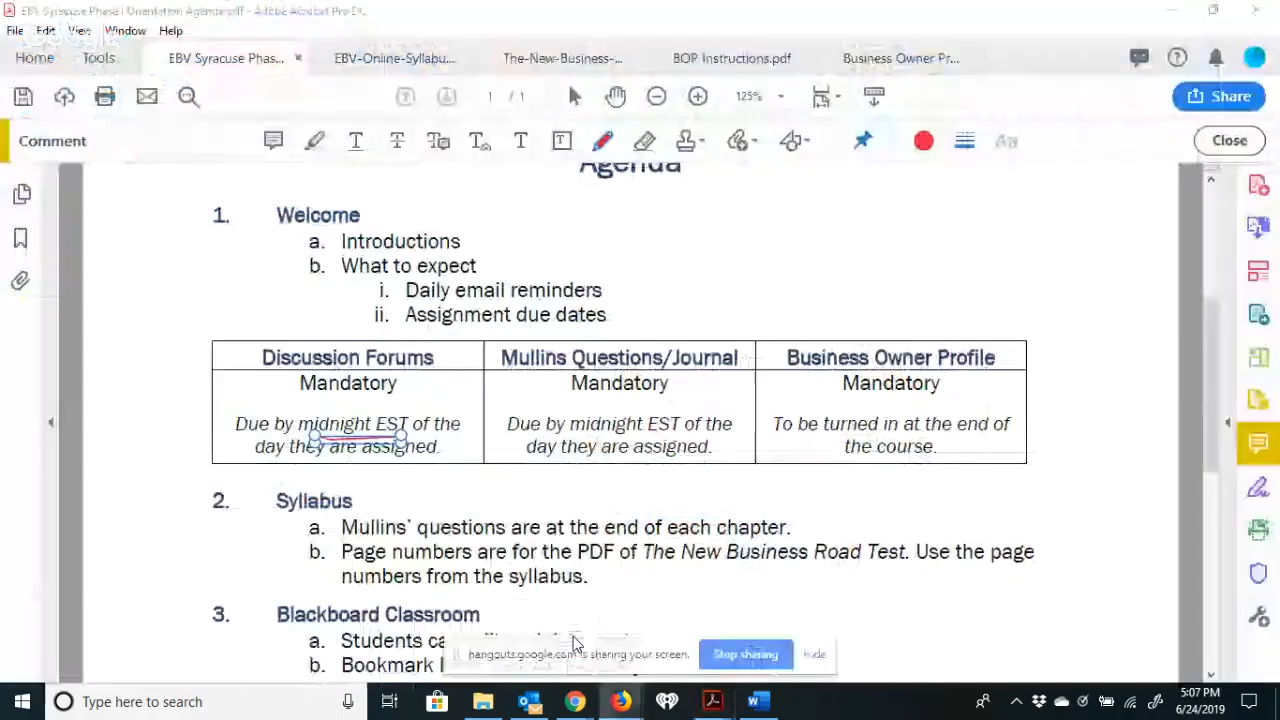 EBV Syracuse Phase I Orientation Agenda.pdf - Adobe Acrobat Pro
File Edit View Window Help
Home Tools EBV Syracuse Phas... EBV-Online-Syllabu... The-New-Business-... BOP Instructions.pdf Business Owner Pr...
1 / 1 125% Share
Comment Aa Close
Agenda
1. Welcome
a. Introductions
b. What to expect
i. Daily email reminders
ii. Assignment due dates
Discussion Forums Mullins Questions/Journal Business Owner Profile
Mandatory Mandatory Mandatory
Due by midnight EST of the Due by midnight EST of the To be turned in at the end of
day they are assigned. day they are assigned. the course.
2. Syllabus
a. Mullins' questions are at the end of each chapter.
b. Page numbers are for the PDF of The New Business Road Test. Use the page
numbers from the syllabus.
3. Blackboard Classroom
a. Students
hangouts.google.com is sharing your screen. Stop sharing Hide
b. Bookmark
Type here to search
5:07 PM
6/24/2019